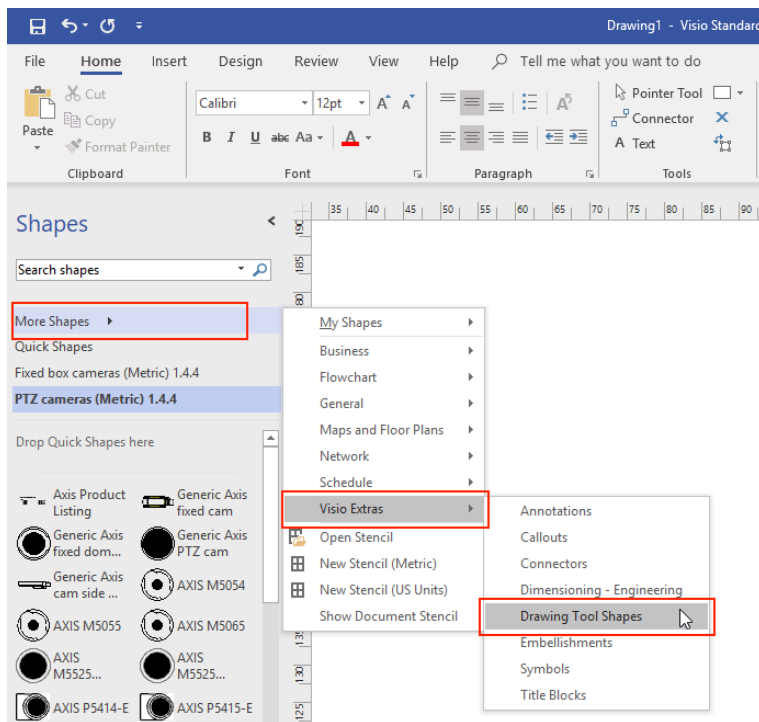 Drawing1 - Visio Standard
File Home Insert Design Review View Help Tell me what you want to do
Paste
Cut
Copy
Format Painter
Clipboard
Calibri 12pt A A
B I U abc Aa A
Font
Paragraph
Pointer Tool
Connector
A Text
Tools
Shapes
35 40 45 50 55 60 65 70 75 80 85 90
190
185
80
135
130
125
Search shapes
More Shapes
Quick Shapes
Fixed box cameras (Metric) 1.4.4
PTZ cameras (Metric) 1.4.4
Drop Quick Shapes here
Axis Product Listing
Generic Axis fixed cam
Generic Axis fixed dom...
Generic Axis PTZ cam
Generic Axis cam side ...
AXIS M5054
AXIS M5055
AXIS M5065
AXIS M5525...
AXIS M5525...
AXIS P5414-E
AXIS P5415-E
My Shapes
Business
Flowchart
General
Maps and Floor Plans
Network
Schedule
Visio Extras
Open Stencil
New Stencil (Metric)
New Stencil (US Units)
Show Document Stencil
Annotations
Callouts
Connectors
Dimensioning - Engineering
Drawing Tool Shapes
Embellishments
Symbols
Title Blocks